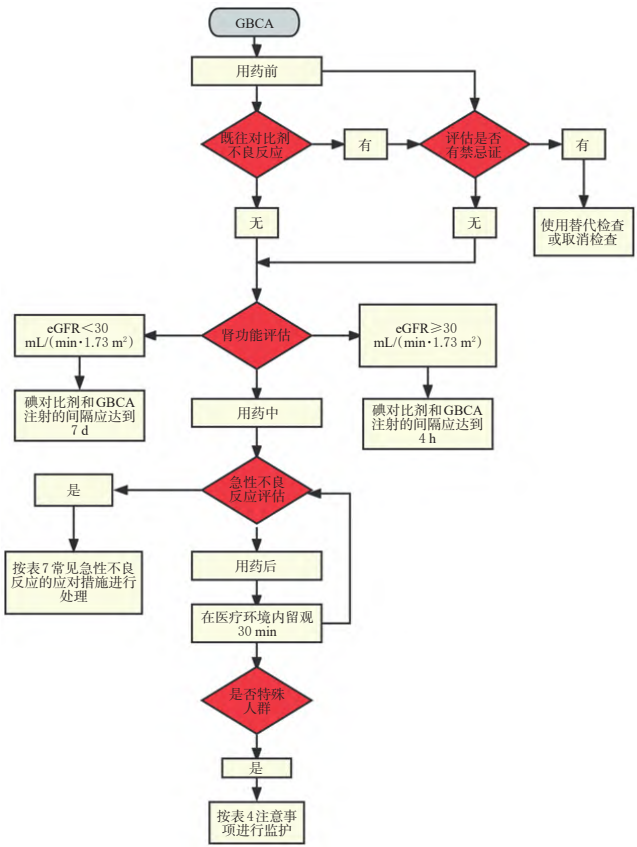 GBCA
用药前
既往对比剂
不良反应
有
评估是否
有禁忌证
有
无
无
使用替代检查
或取消检查
eGFR＜30
mL/(min·1.73 m²)
肾功能评估
eGFR≥30
mL/(min·1.73 m²)
碘对比剂和GBCA
注射的间隔应达到
7 d
用药中
碘对比剂和GBCA
注射的间隔应达到
4 h
是
急性不良
反应评估
按表7常见急性不良
反应的应对措施进行
处理
用药后
在医疗环境内留观
30 min
是否特殊
人群
是
按表4注意事
项进行监护